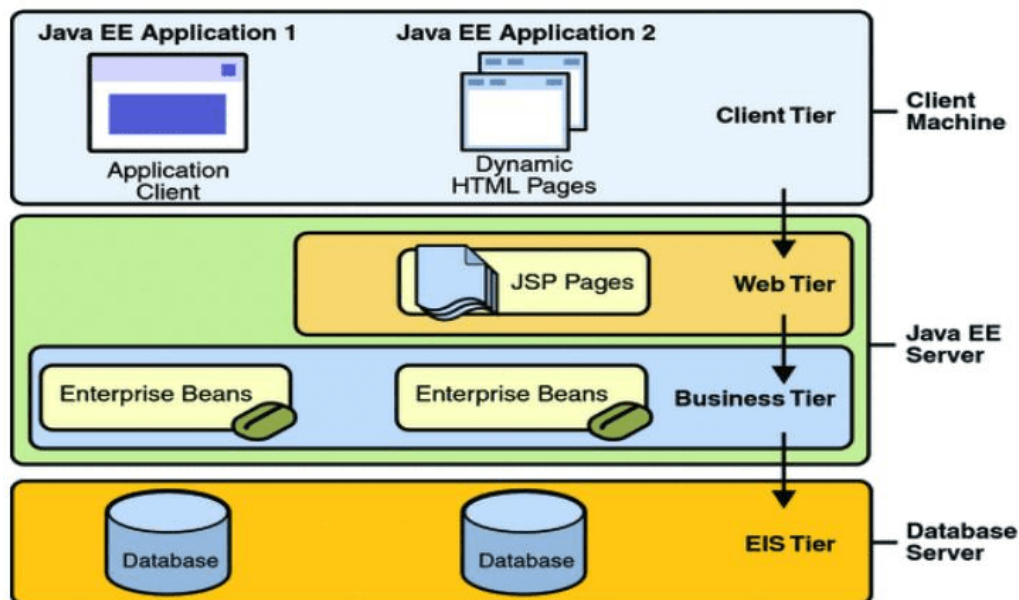 Java EE Application 1
Java EE Application 2
Application
Client
Dynamic
HTML Pages
Client Tier
Client
Machine
JSP Pages
Web Tier
Java EE
Server
Enterprise Beans
Enterprise Beans
Business Tier
Database
Database
EIS Tier
Database
Server